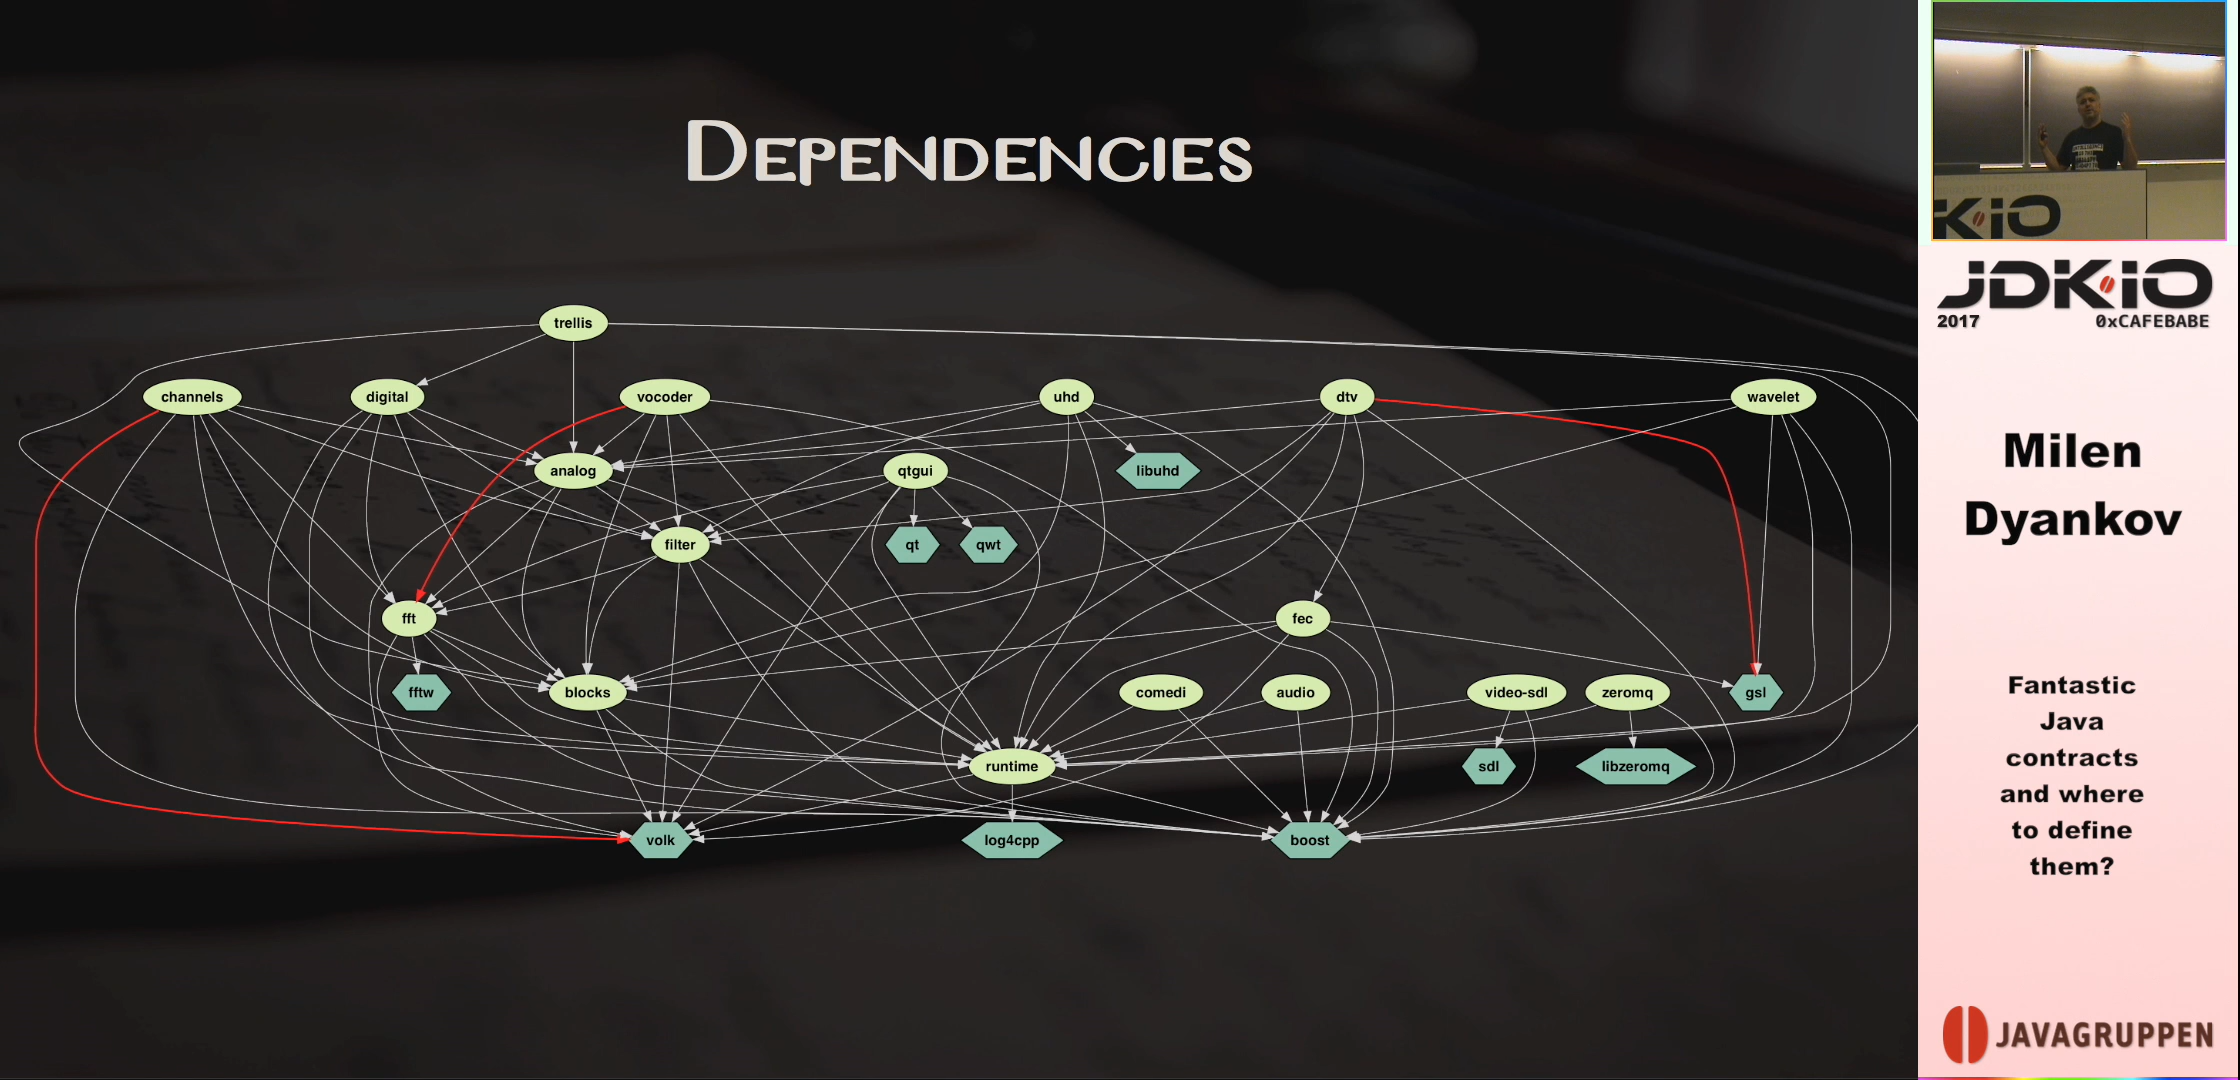 Dependencies
trellis
channels
digital
vocoder
uhd
dtv
wavelet
analog
qtgui
libuhd
filter
qt
qwt
fft
fec
fftw
blocks
comedi
audio
video-sdl
zeromq
gsl
runtime
sdl
libzeromq
volk
log4cpp
boost
KiO
JDKiO
2017
0xCAFEBABE
Milen
Dyankov
Fantastic
Java
contracts
and where
to define
them?
JAVAGRUPPEN